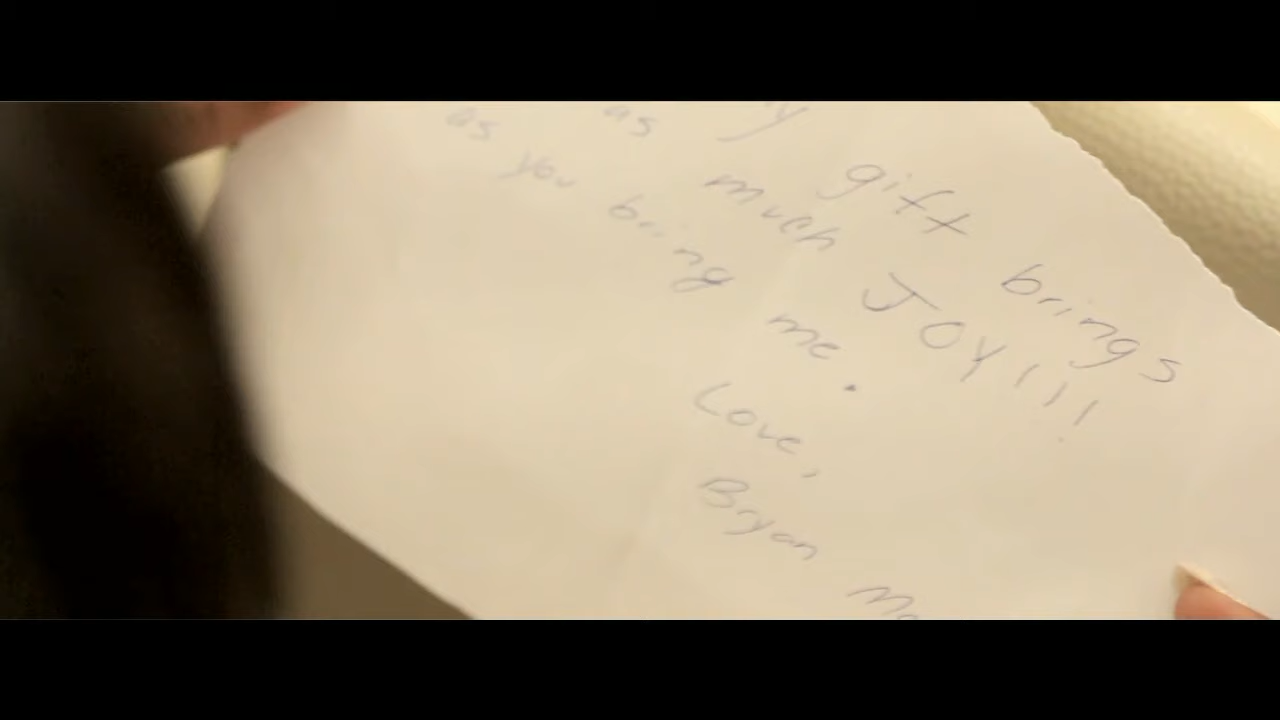 gift brings
as much JOY!!!
as you bring me.
Love,
Bryan